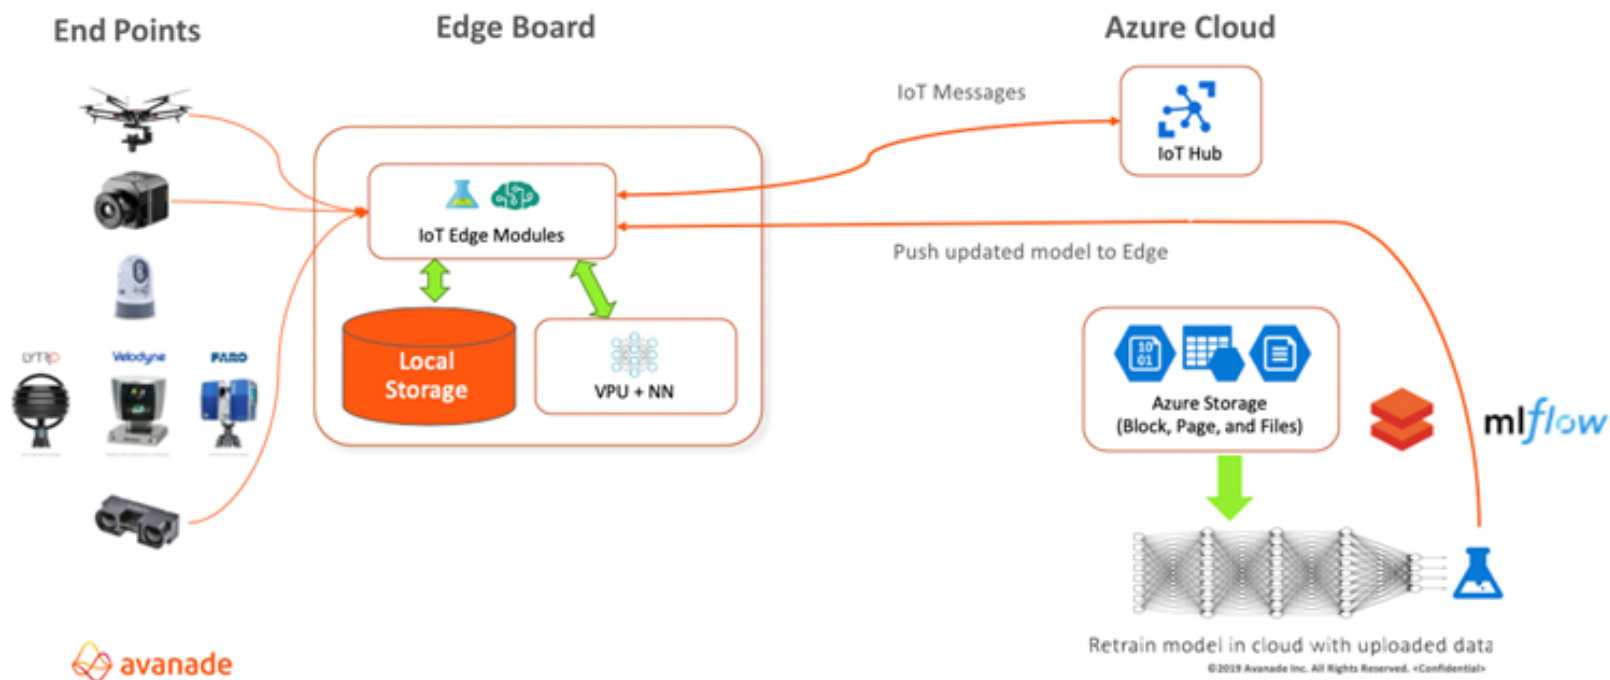 End Points
Edge Board
Azure Cloud
IoT Messages
IoT Hub
IoT Edge Modules
Push updated model to Edge
LYTRO
Velodyne
FARO
Local
Storage
VPU + NN
10
01
Azure Storage
(Block, Page, and Files)
mlflow
Retrain model in cloud with uploaded data
©2019 Avanade Inc. All Rights Reserved. <Confidential>
avanade